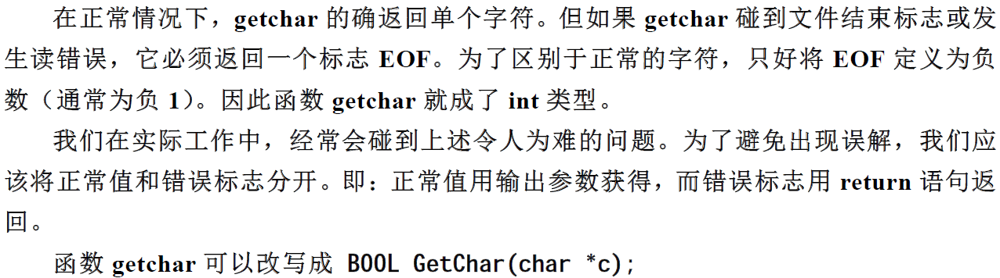 在正常情况下，getchar 的确返回单个字符。但如果 getchar 碰到文件结束标志或发
生读错误，它必须返回一个标志 EOF。为了区别于正常的字符，只好将 EOF 定义为负
数（通常为负 1）。因此函数 getchar 就成了 int 类型。
我们在实际工作中，经常会碰到上述令人为难的问题。为了避免出现误解，我们应
该将正常值和错误标志分开。即：正常值用输出参数获得，而错误标志用 return 语句返
回。
函数 getchar 可以改写成 BOOL GetChar(char *c);